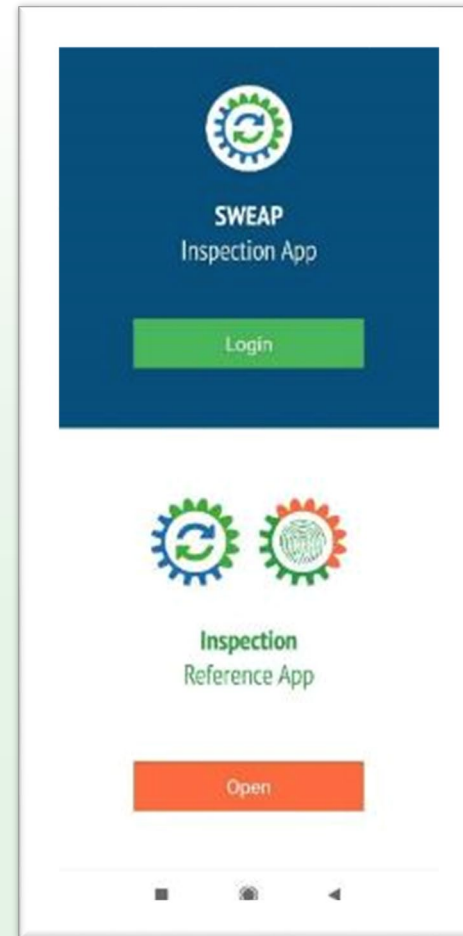 SWEAP
Inspection App
Login
Inspection
Reference App
Open